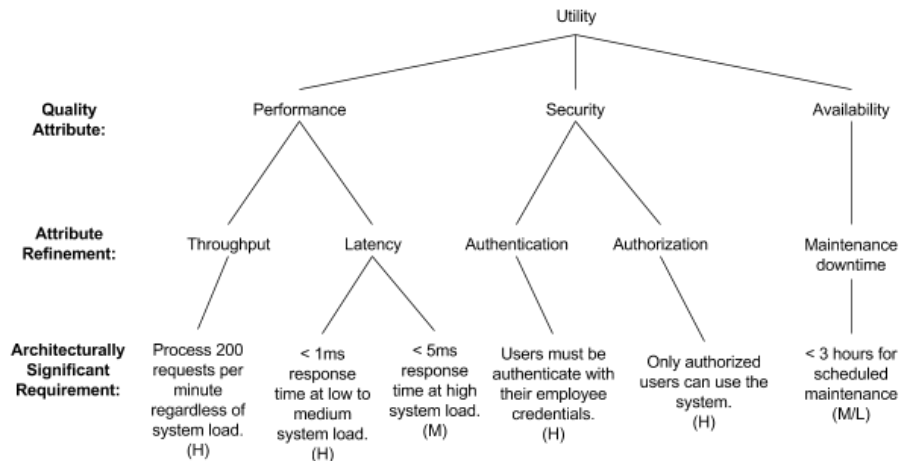 Utility
Quality
Attribute:
Performance
Security
Availability
Attribute
Refinement:
Throughput
Latency
Authentication
Authorization
Maintenance
downtime
Architecturally
Significant
Requirement:
Process 200
requests per
minute
regardless of
system load.
(H)
< 1ms
response
time at low to
medium
system load.
(H)
< 5ms
response
time at high
system load.
(M)
Users must be
authenticate with
their employee
credentials.
(H)
Only authorized
users can use the
system.
(H)
< 3 hours for
scheduled
maintenance
(M/L)